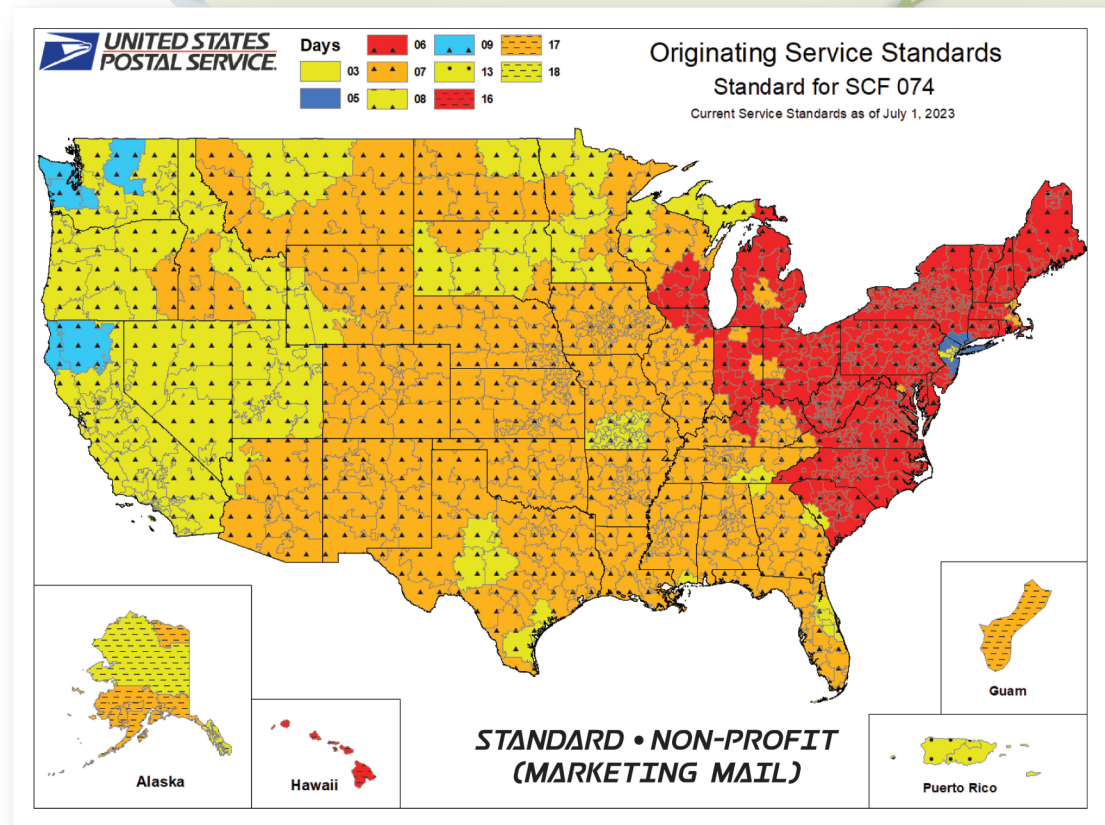 UNITED STATES
POSTAL SERVICE.
Days
03
05
06
07
08
09
13
16
17
18
Originating Service Standards
Standard for SCF 074
Current Service Standards as of July 1, 2023
Alaska
Hawaii
STANDARD • NON-PROFIT
(MARKETING MAIL)
Guam
Puerto Rico